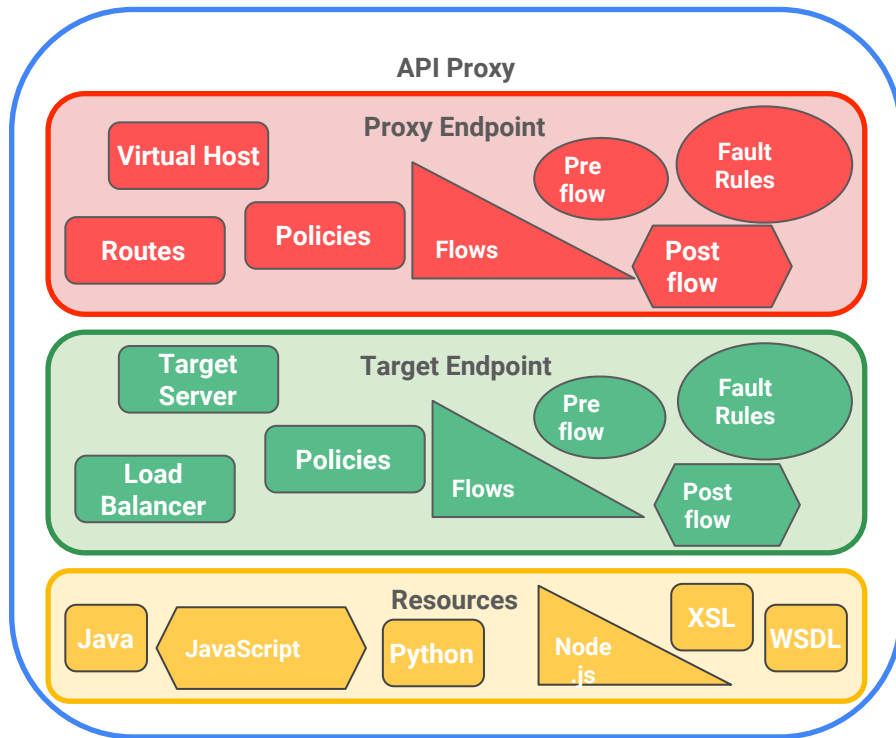 API Proxy
Proxy Endpoint
Virtual Host
Pre
flow
Fault
Rules
Routes
Policies
Flows
Post
flow
Target Endpoint
Target
Server
Pre
flow
Fault
Rules
Load
Balancer
Policies
Flows
Post
flow
Resources
Java
JavaScript
Python
Node
.js
XSL
WSDL